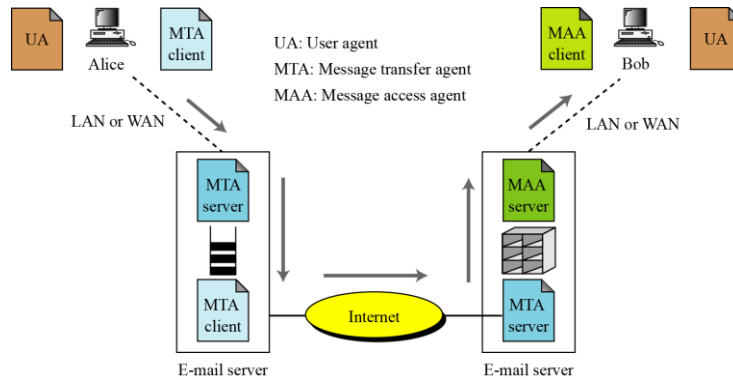 UA
Alice
MTA
client
UA: User agent
MTA: Message transfer agent
MAA: Message access agent
MAA
client
Bob
UA
LAN or WAN
LAN or WAN
MTA
server
MTA
client
E-mail server
Internet
MAA
server
MTA
server
E-mail server